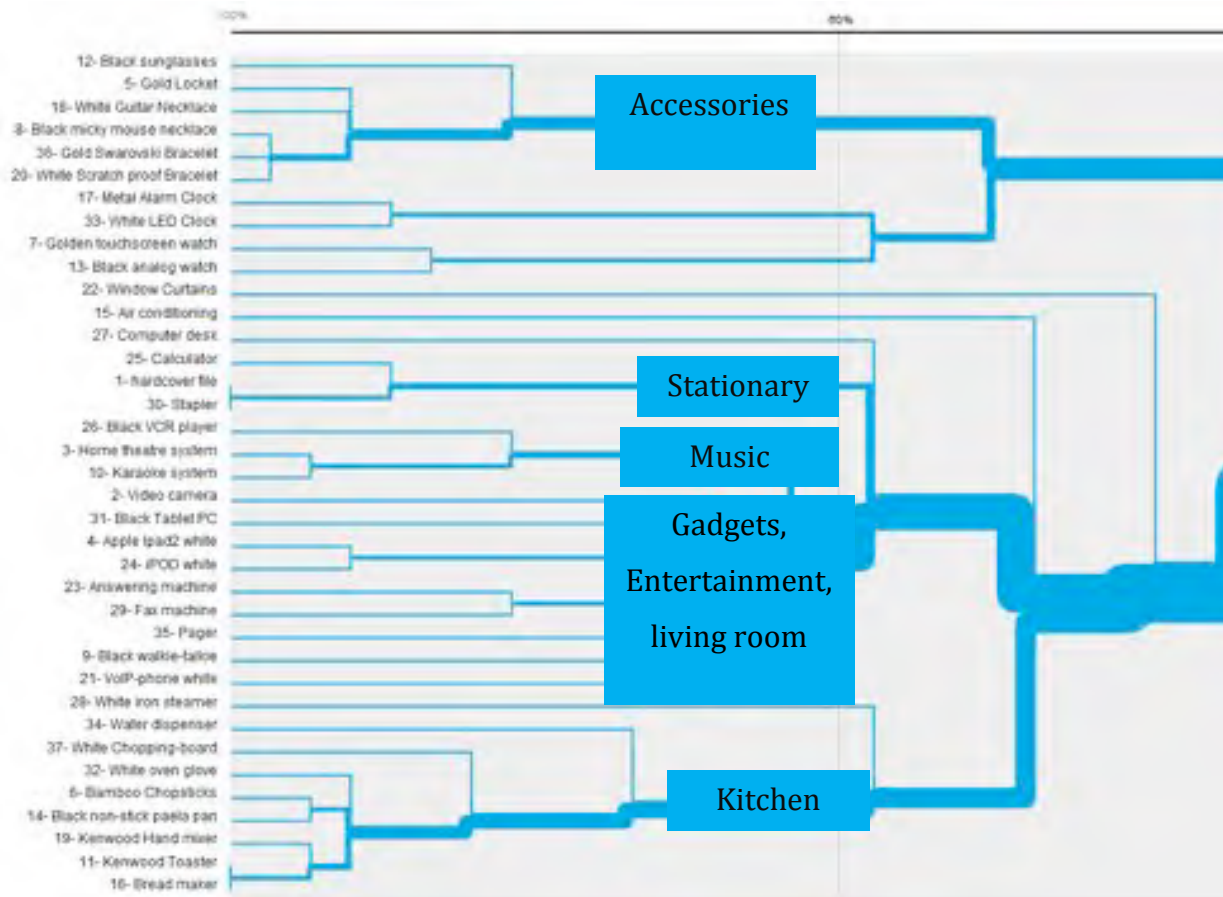 100%
80%
12- Black sunglasses
5- Gold Locket
18- White Guitar Necklace
8- Black micky mouse necklace
36- Gold Swarovski Bracelet
20- White Scratch proof Bracelet
17- Metal Alarm Clock
33- White LED Clock
7- Golden touchscreen watch
13- Black analog watch
22- Window Curtains
15- Air conditioning
27- Computer desk
25- Calculator
1- hardcover file
30- Stapler
26- Black VCR player
3- Home theatre system
10- Karaoke system
2- Video camera
31- Black Tablet PC
4- Apple Ipad2 white
24- iPOD white
23- Answering machine
29- Fax machine
35- Pager
9- Black walkie-talkie
21- VoIP-phone white
28- White iron steamer
34- Water dispenser
37- White Chopping-board
32- White oven glove
6- Bamboo Chopsticks
14- Black non-stick paela pan
19- Kenwood Hand mixer
11- Kenwood Toaster
16- Bread maker
Accessories
Stationary
Music
Gadgets,
Entertainment,
living room
Kitchen